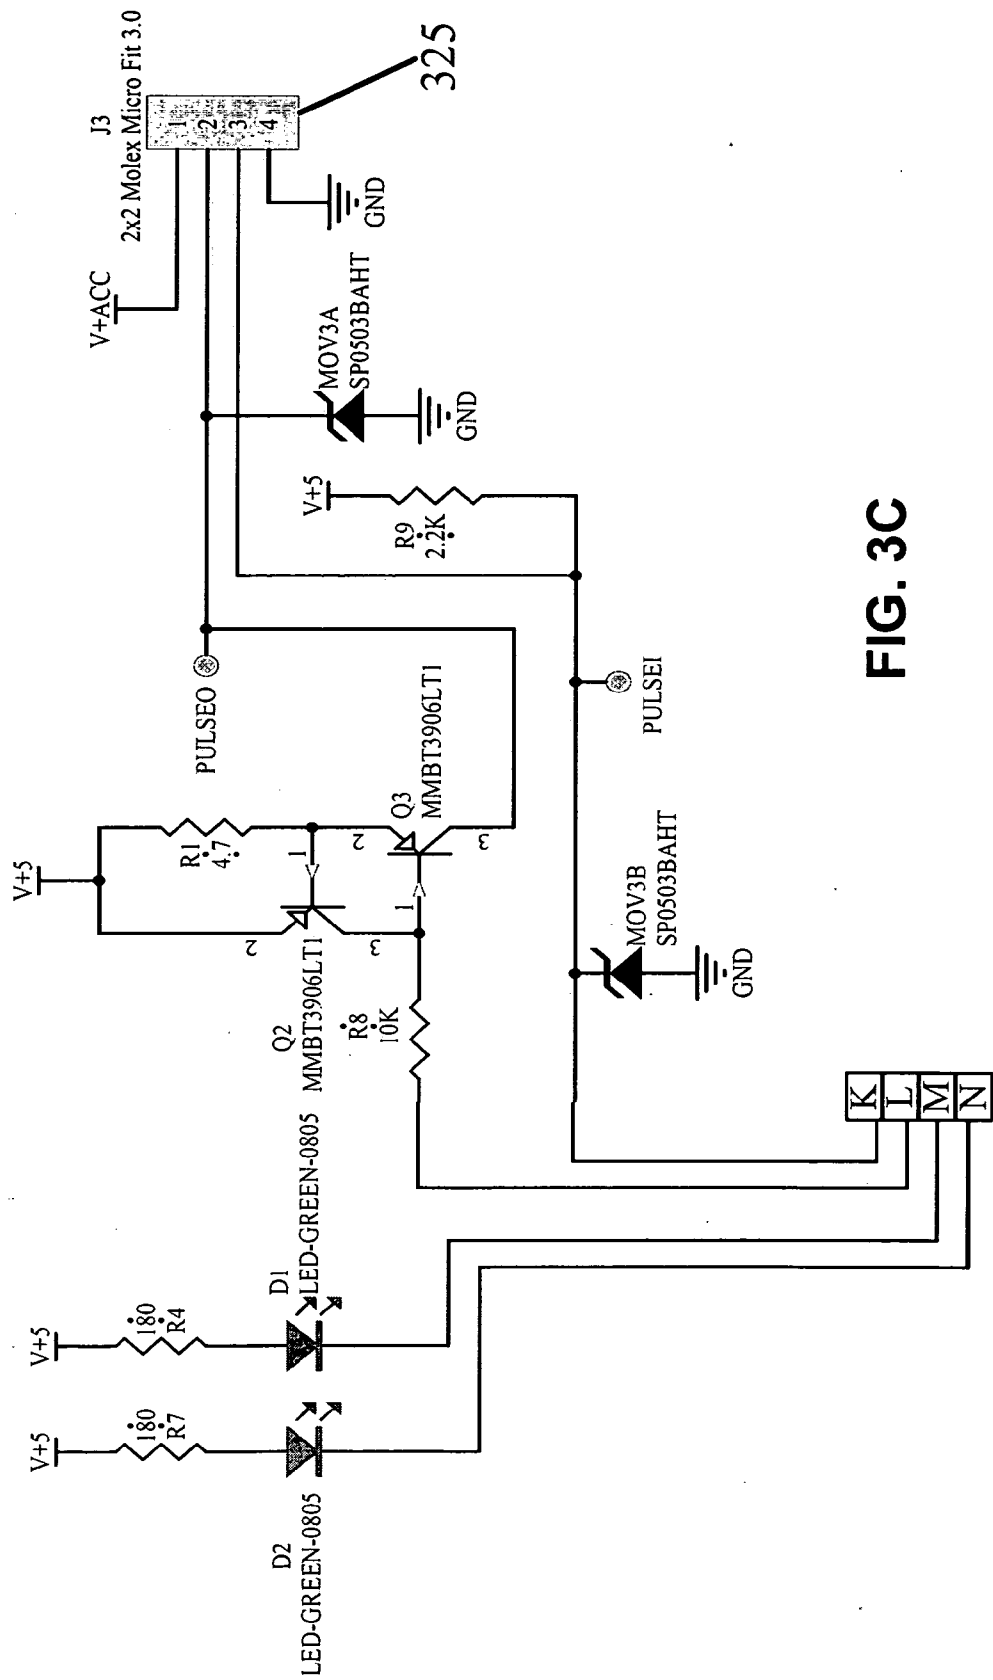 J3
2x2 Molex Micro Fit 3.0
1
2
3
4
325
V+ACC
GND
MOV3A
SP0503BAHT
GND
V+5
R9
2.2K
PULSEO
PULSEI
V+5
R1
4.7
1
2
3
Q3
MMBT3906LT1
1
2
3
Q2
MMBT3906LT1
R8
10K
MOV3B
SP0503BAHT
GND
V+5
180
R4
D1
LED-GREEN-0805
V+5
180
R7
D2
LED-GREEN-0805
K
L
M
N
FIG. 3C